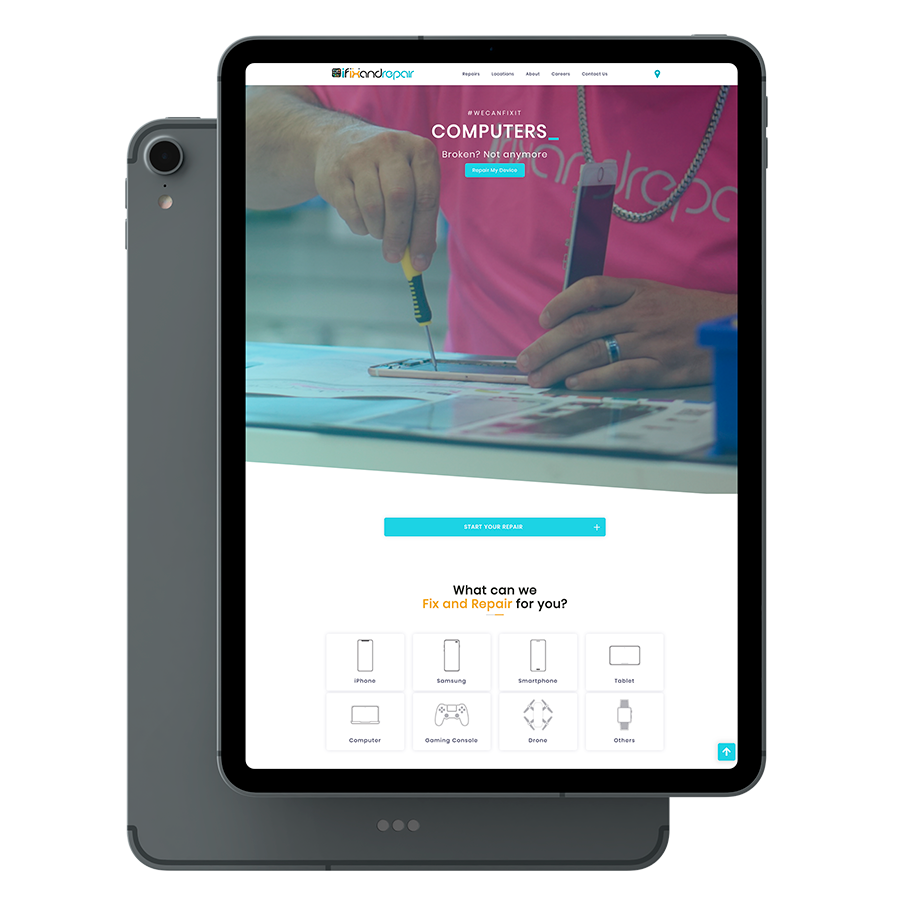 ifixandrepair
Repairs Locations About Careers Contact Us
#WECANFIXIT
COMPUTERS_
Broken? Not anymore
Repair My Device
ifixandrepa
START YOUR REPAIR +
What can we
Fix and Repair for you?
iPhone Samsung Smartphone Tablet
Computer Gaming Console Drone Others